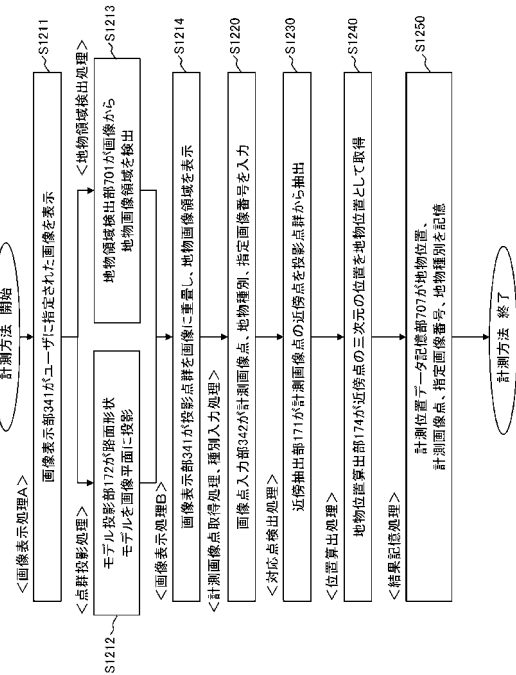 計測方法 開始
<画像表示処理A>
S1211
画像表示部341がユーザに指定された画像を表示
<点群投影処理>
<地物領域検出処理>
S1212
モデル投影部172が路面形状
モデルを画像平面に投影
S1213
地物領域検出部701が画像から
地物画像領域を検出
<画像表示処理B>
S1214
画像表示部341が投影点群を画像に重畳し、地物画像領域を表示
<計測画像点取得処理、種別入力処理>
S1220
画像点入力部342が計測画像点、地物種別、指定画像番号を入力
<対応点検出処理>
S1230
近傍抽出部171が計測画像点の近傍点を投影点群から抽出
<位置算出処理>
S1240
地物位置算出部174が近傍点の三次元の位置を地物位置として取得
<結果記憶処理>
S1250
計測位置データ記憶部707が地物位置、
計測画像点、指定画像番号、地物種別を記憶
計測方法 終了